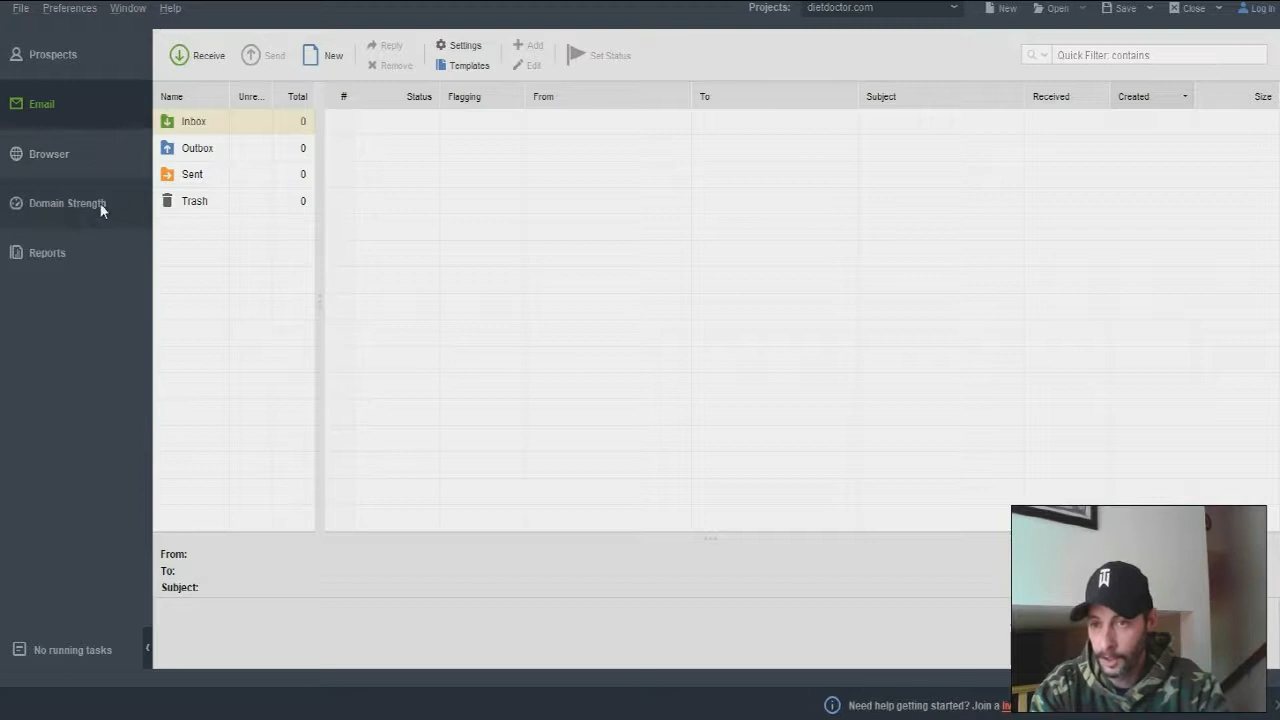 File Preferences Window Help Projects: dietdoctor.com New Open Save Close Log in
Prospects
Email
Browser
Domain Strength
Reports
No running tasks
Receive Send New Reply Remove Settings Templates Add Edit Set Status Quick Filter: contains
Name Unre... Total # Status Flagging From To Subject Received Created Size
Inbox 0
Outbox 0
Sent 0
Trash 0
From:
To:
Subject:
Need help getting started? Join a